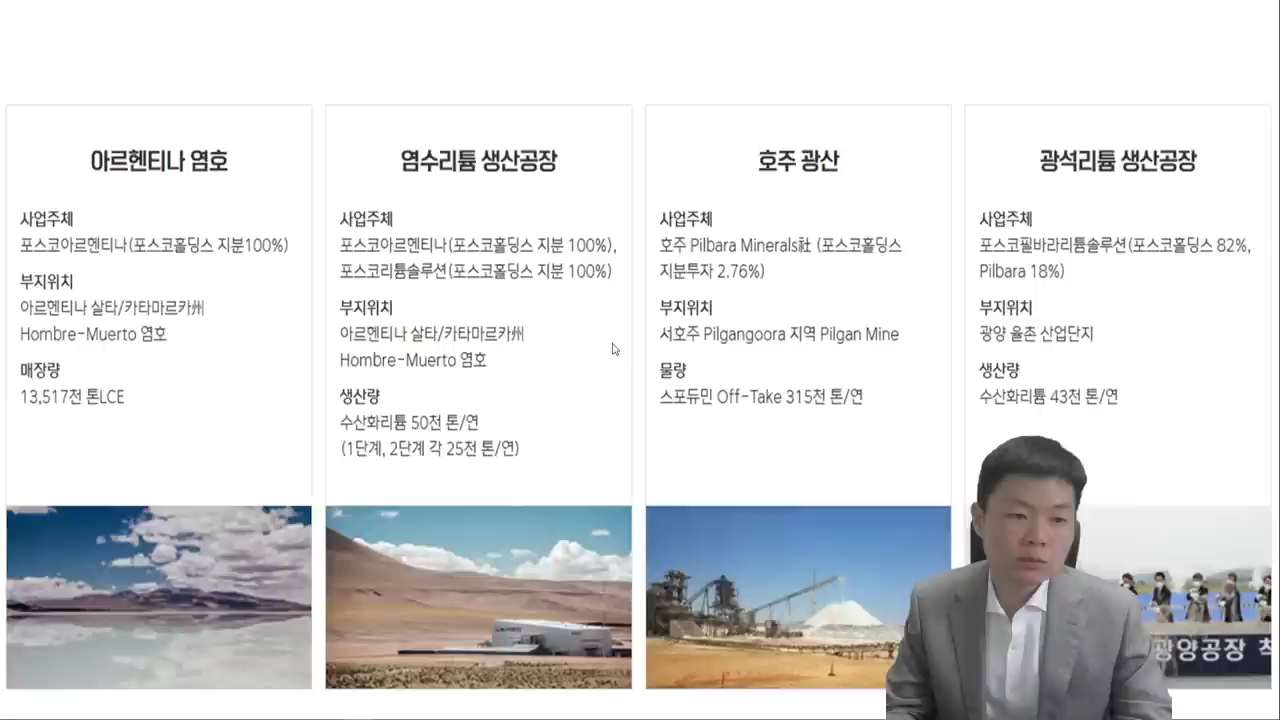 아르헨티나 염호
사업주체
포스코아르헨티나(포스코홀딩스 지분100%)
부지위치
아르헨티나 살타/카타마르카州
Hombre-Muerto 염호
매장량
13,517천 톤LCE
염수리튬 생산공장
사업주체
포스코아르헨티나(포스코홀딩스 지분 100%),
포스코리튬솔루션(포스코홀딩스 지분 100%)
부지위치
아르헨티나 살타/카타마르카州
Hombre-Muerto 염호
생산량
수산화리튬 50천 톤/연
(1단계, 2단계 각 25천 톤/연)
호주 광산
사업주체
호주 Pilbara Minerals社 (포스코홀딩스
지분투자 2.76%)
부지위치
서호주 Pilgangoora 지역 Pilgan Mine
물량
스포듀민 Off-Take 315천 톤/연
광석리튬 생산공장
사업주체
포스코필바라리튬솔루션(포스코홀딩스 82%,
Pilbara 18%)
부지위치
광양 율촌 산업단지
생산량
수산화리튬 43천 톤/연
광양공장 착